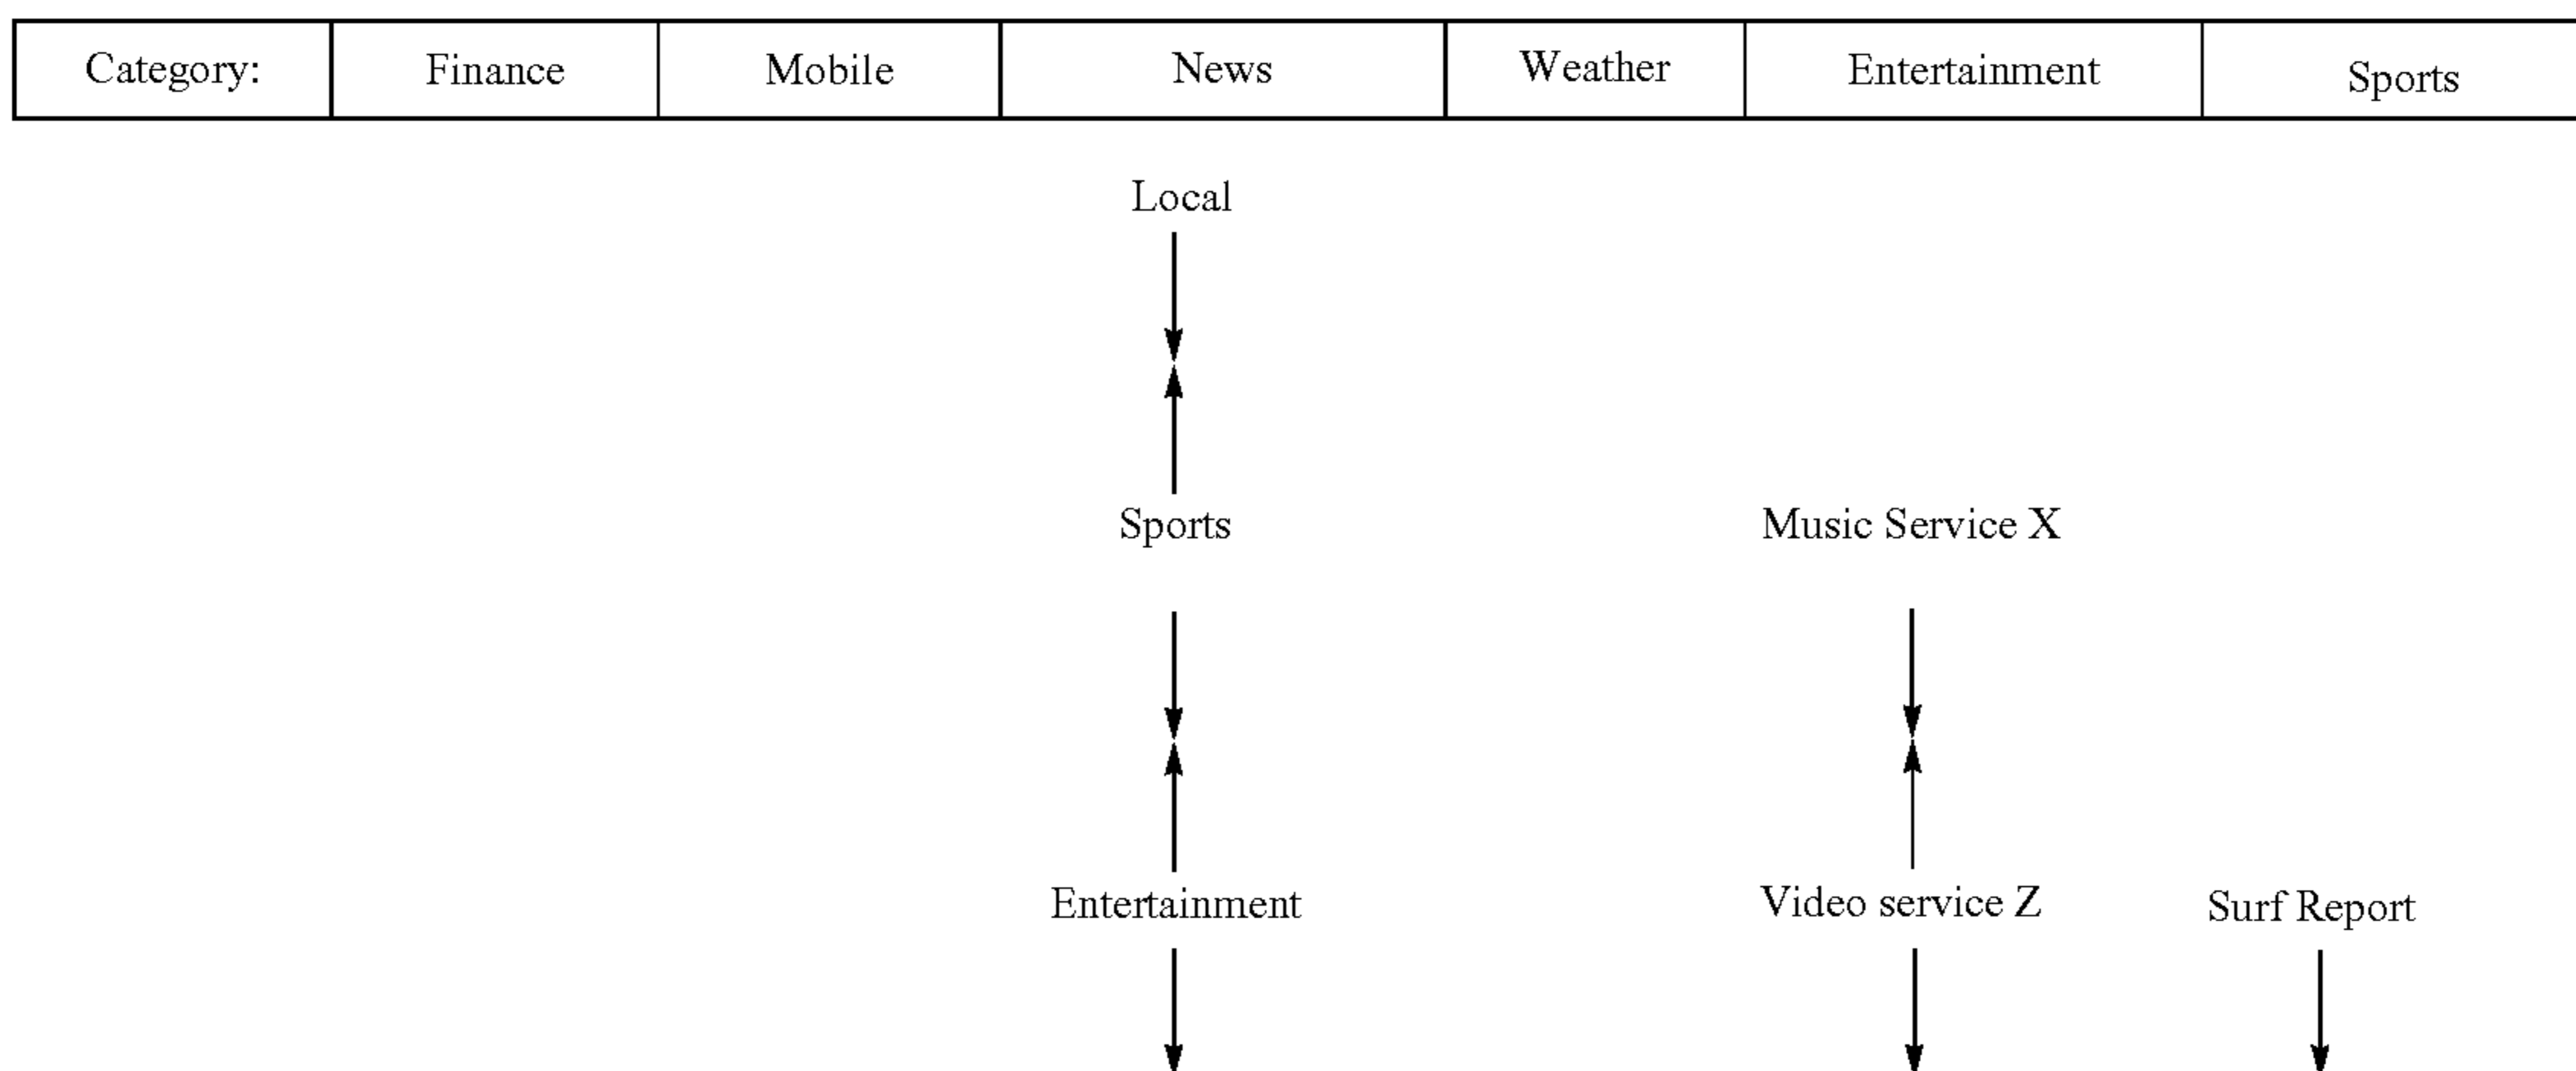 Category: Finance Mobile News Weather Entertainment Sports
Local
Sports Music Service X
Entertainment Video service Z Surf Report